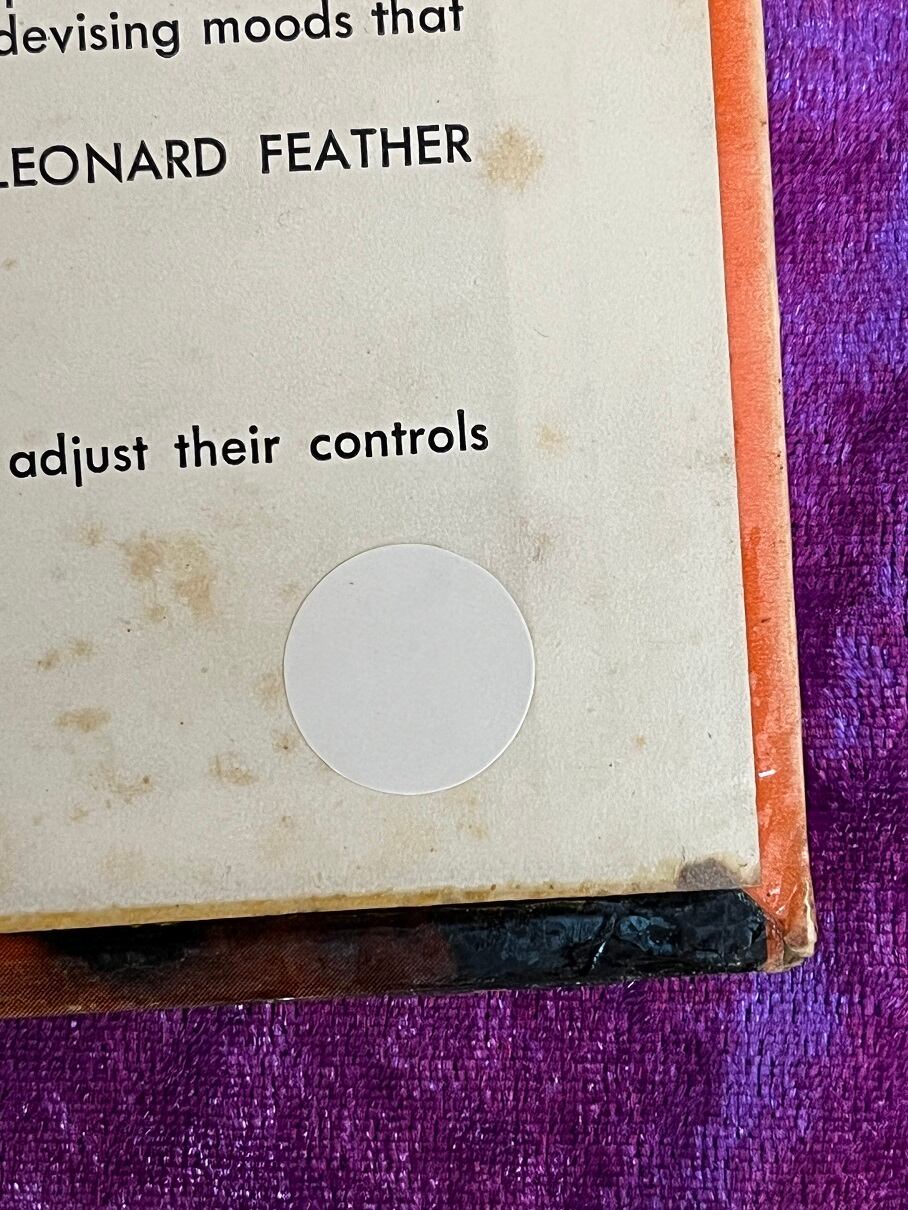 devising moods that
LEONARD FEATHER
adjust their controls